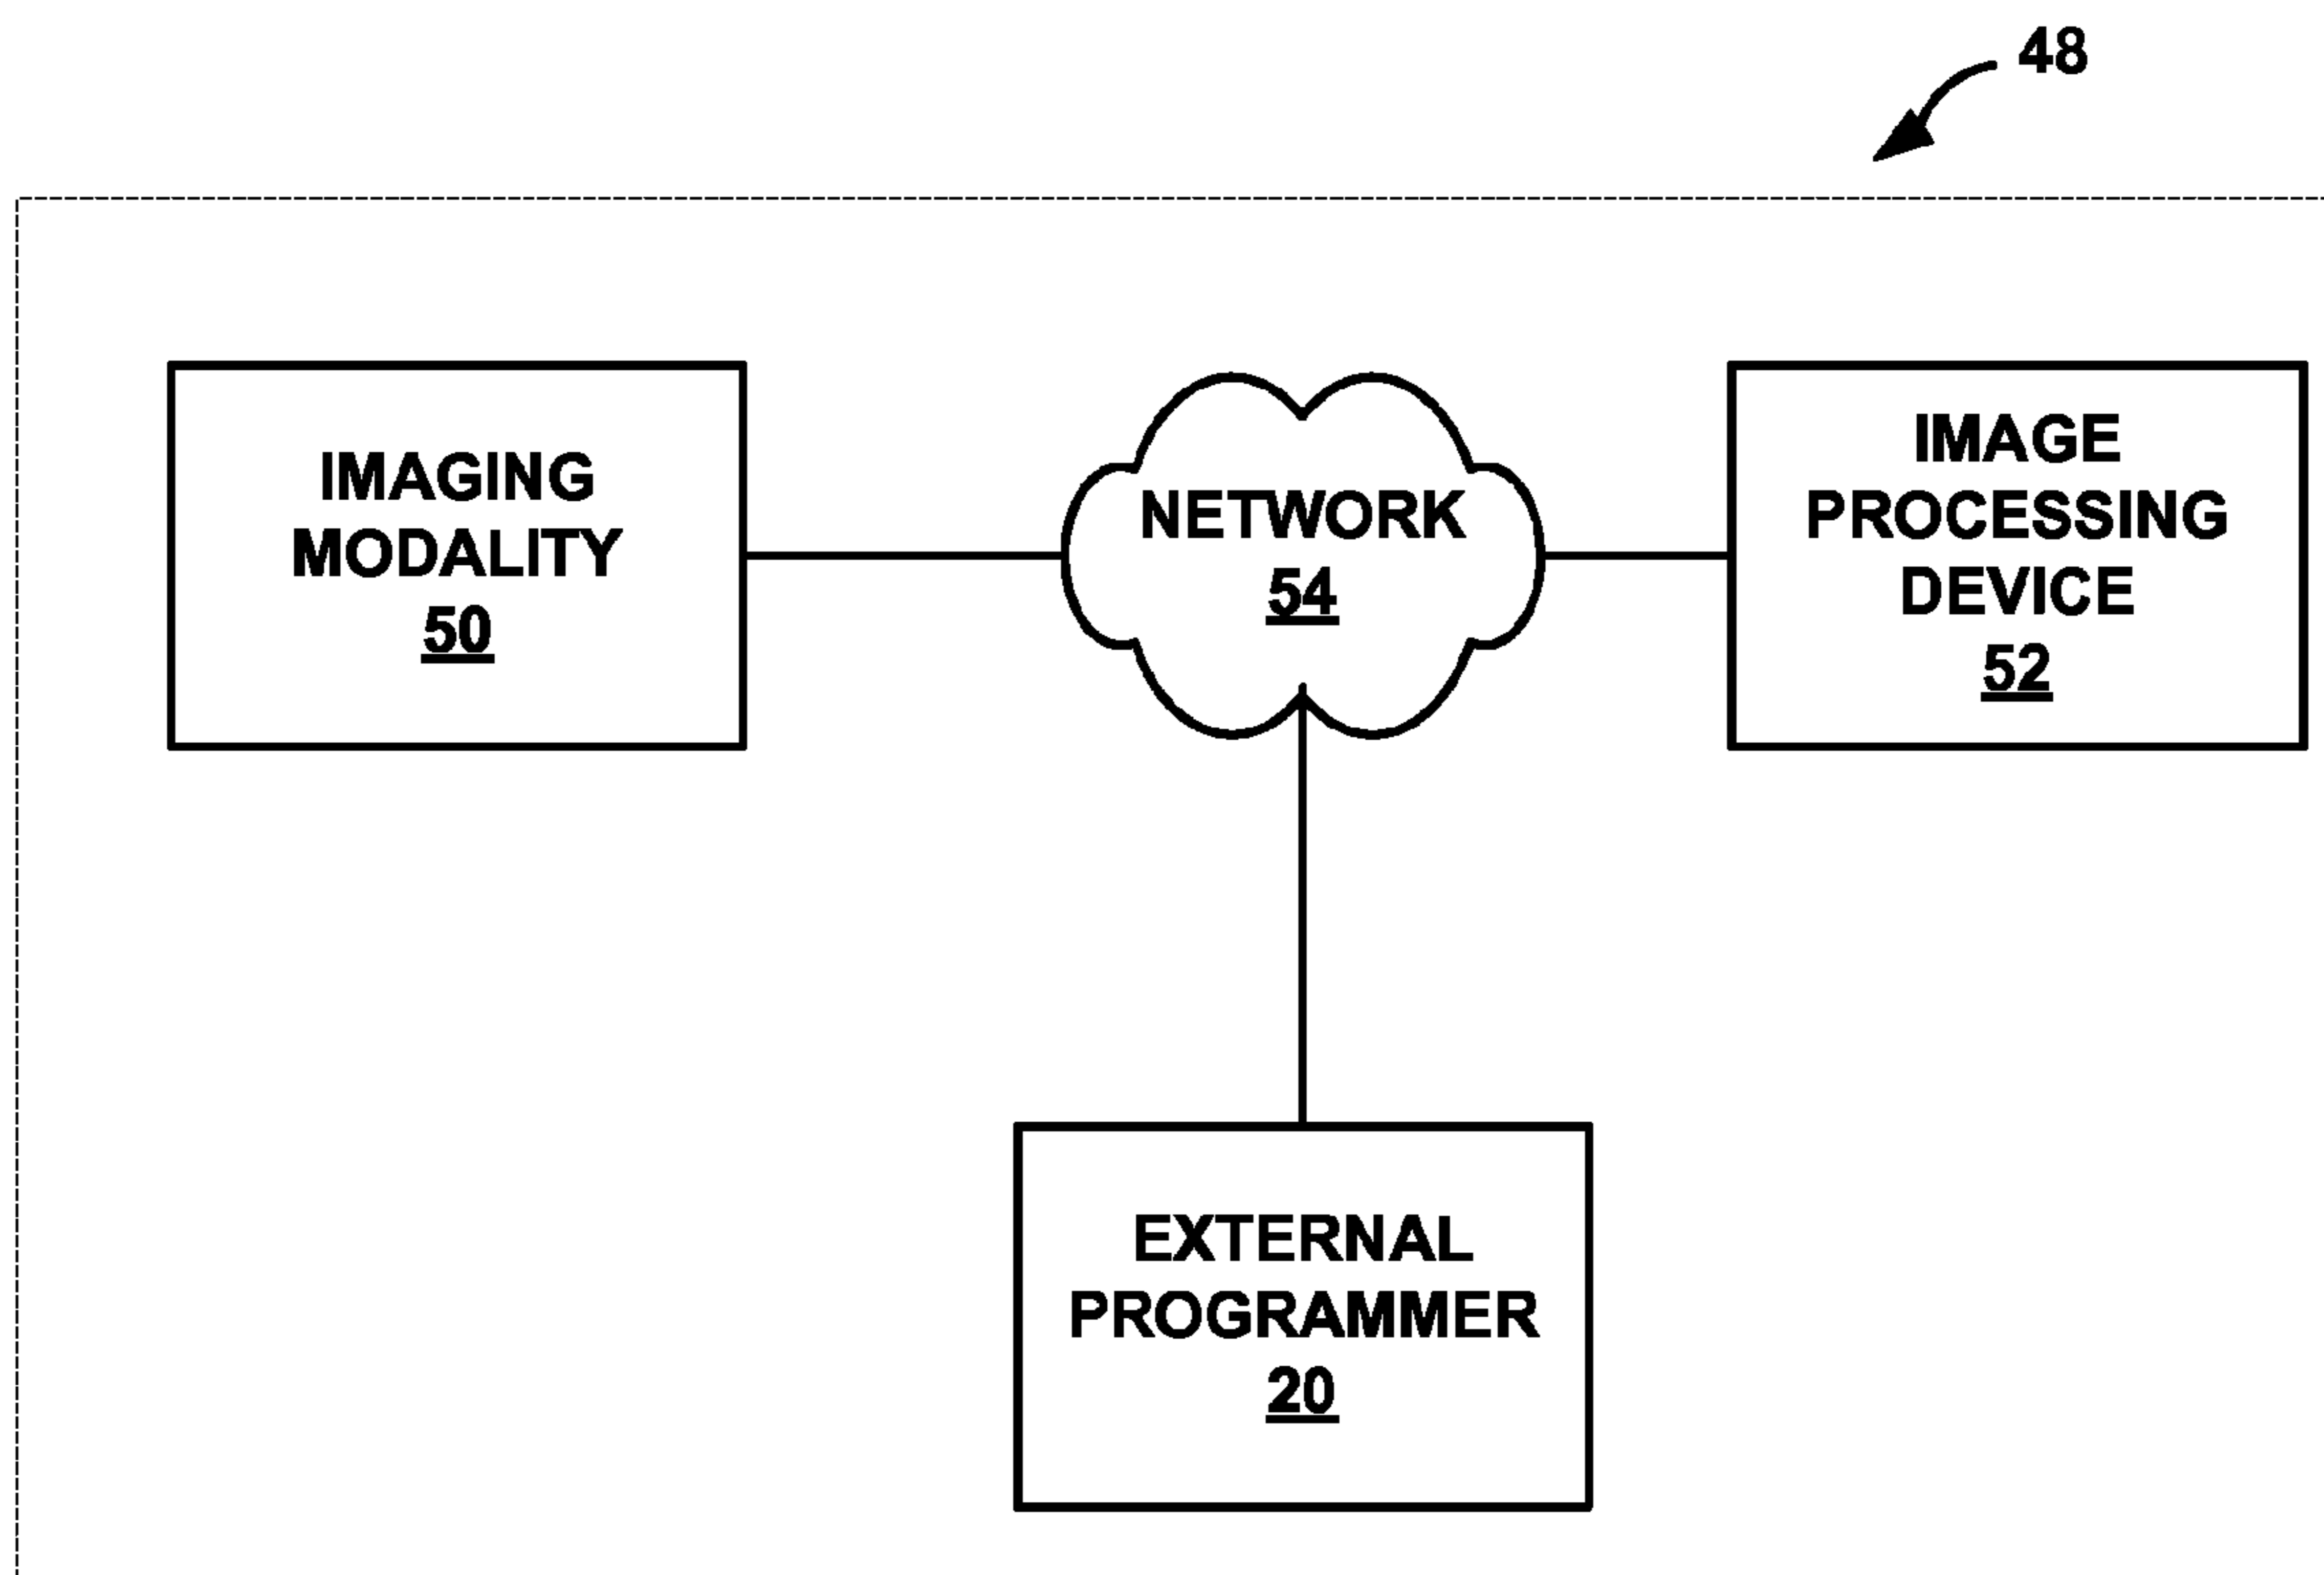 48
IMAGING
MODALITY
50
NETWORK
54
IMAGE
PROCESSING
DEVICE
52
EXTERNAL
PROGRAMMER
20